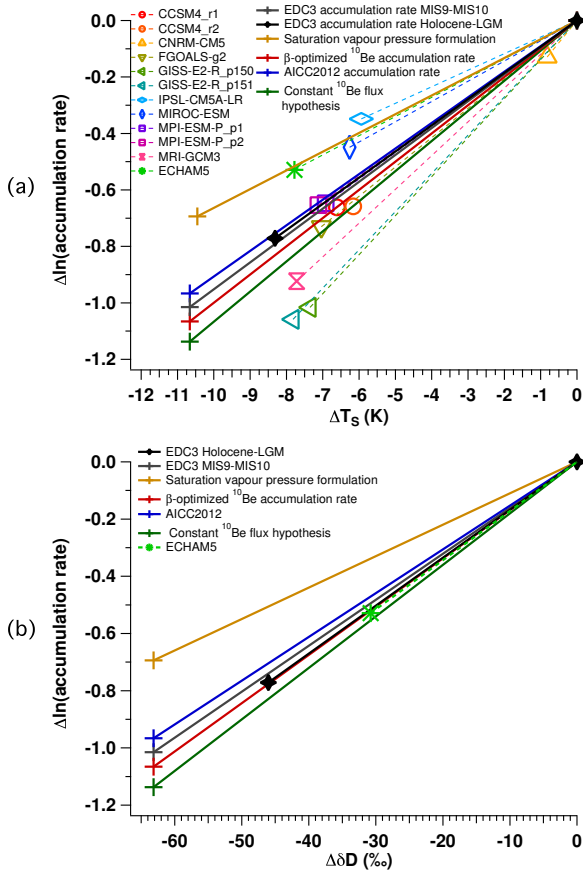 (a)
Δln(accumulation rate)
0.0
-0.2
-0.4
-0.6
-0.8
-1.0
-1.2
CCSM4_r1
CCSM4_r2
CNRM-CM5
FGOALS-g2
GISS-E2-R_p150
GISS-E2-R_p151
IPSL-CM5A-LR
MIROC-ESM
MPI-ESM-P_p1
MPI-ESM-P_p2
MRI-GCM3
ECHAM5
EDC3 accumulation rate MIS9-MIS10
EDC3 accumulation rate Holocene-LGM
Saturation vapour pressure formulation
β-optimized ¹⁰Be accumulation rate
AICC2012 accumulation rate
Constant ¹⁰Be flux
hypothesis
-12 -11 -10 -9 -8 -7 -6 -5 -4 -3 -2 -1 0
ΔTS (K)
(b)
Δln(accumulation rate)
0.0
-0.2
-0.4
-0.6
-0.8
-1.0
-1.2
EDC3 Holocene-LGM
EDC3 MIS9-MIS10
Saturation vapour pressure formulation
β-optimized ¹⁰Be accumulation rate
AICC2012
Constant ¹⁰Be flux hypothesis
ECHAM5
-60 -50 -40 -30 -20 -10 0
ΔδD (‰)